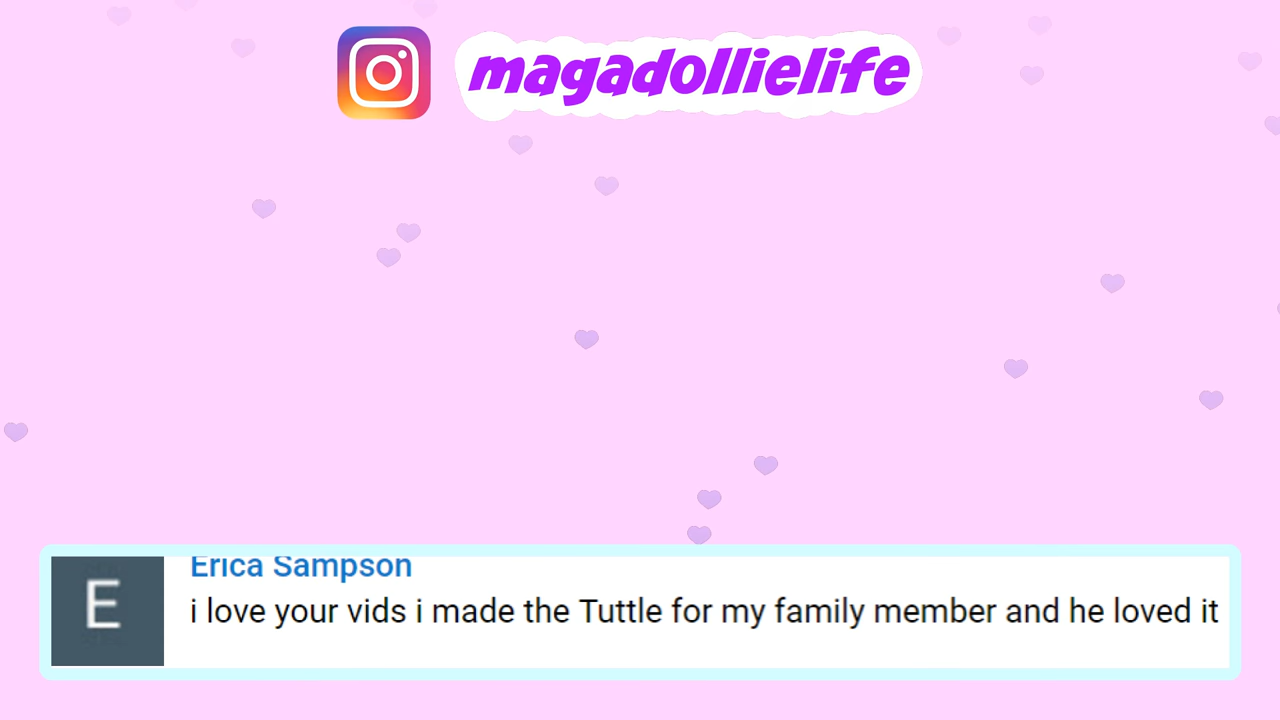 magadollielife
E
Erica Sampson
i love your vids i made the Tuttle for my family member and he loved it